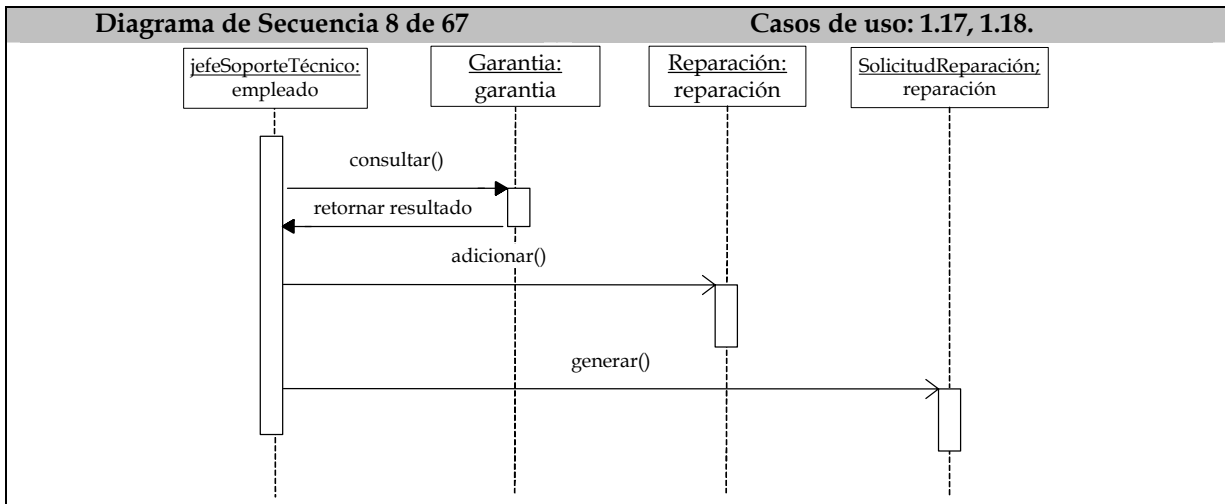 Diagrama de Secuencia 8 de 67
Casos de uso: 1.17, 1.18.
jefeSoporteTécnico:
empleado
Garantia:
garantia
Reparación:
reparación
SolicitudReparación;
reparación
consultar()
retornar resultado
adicionar()
generar()